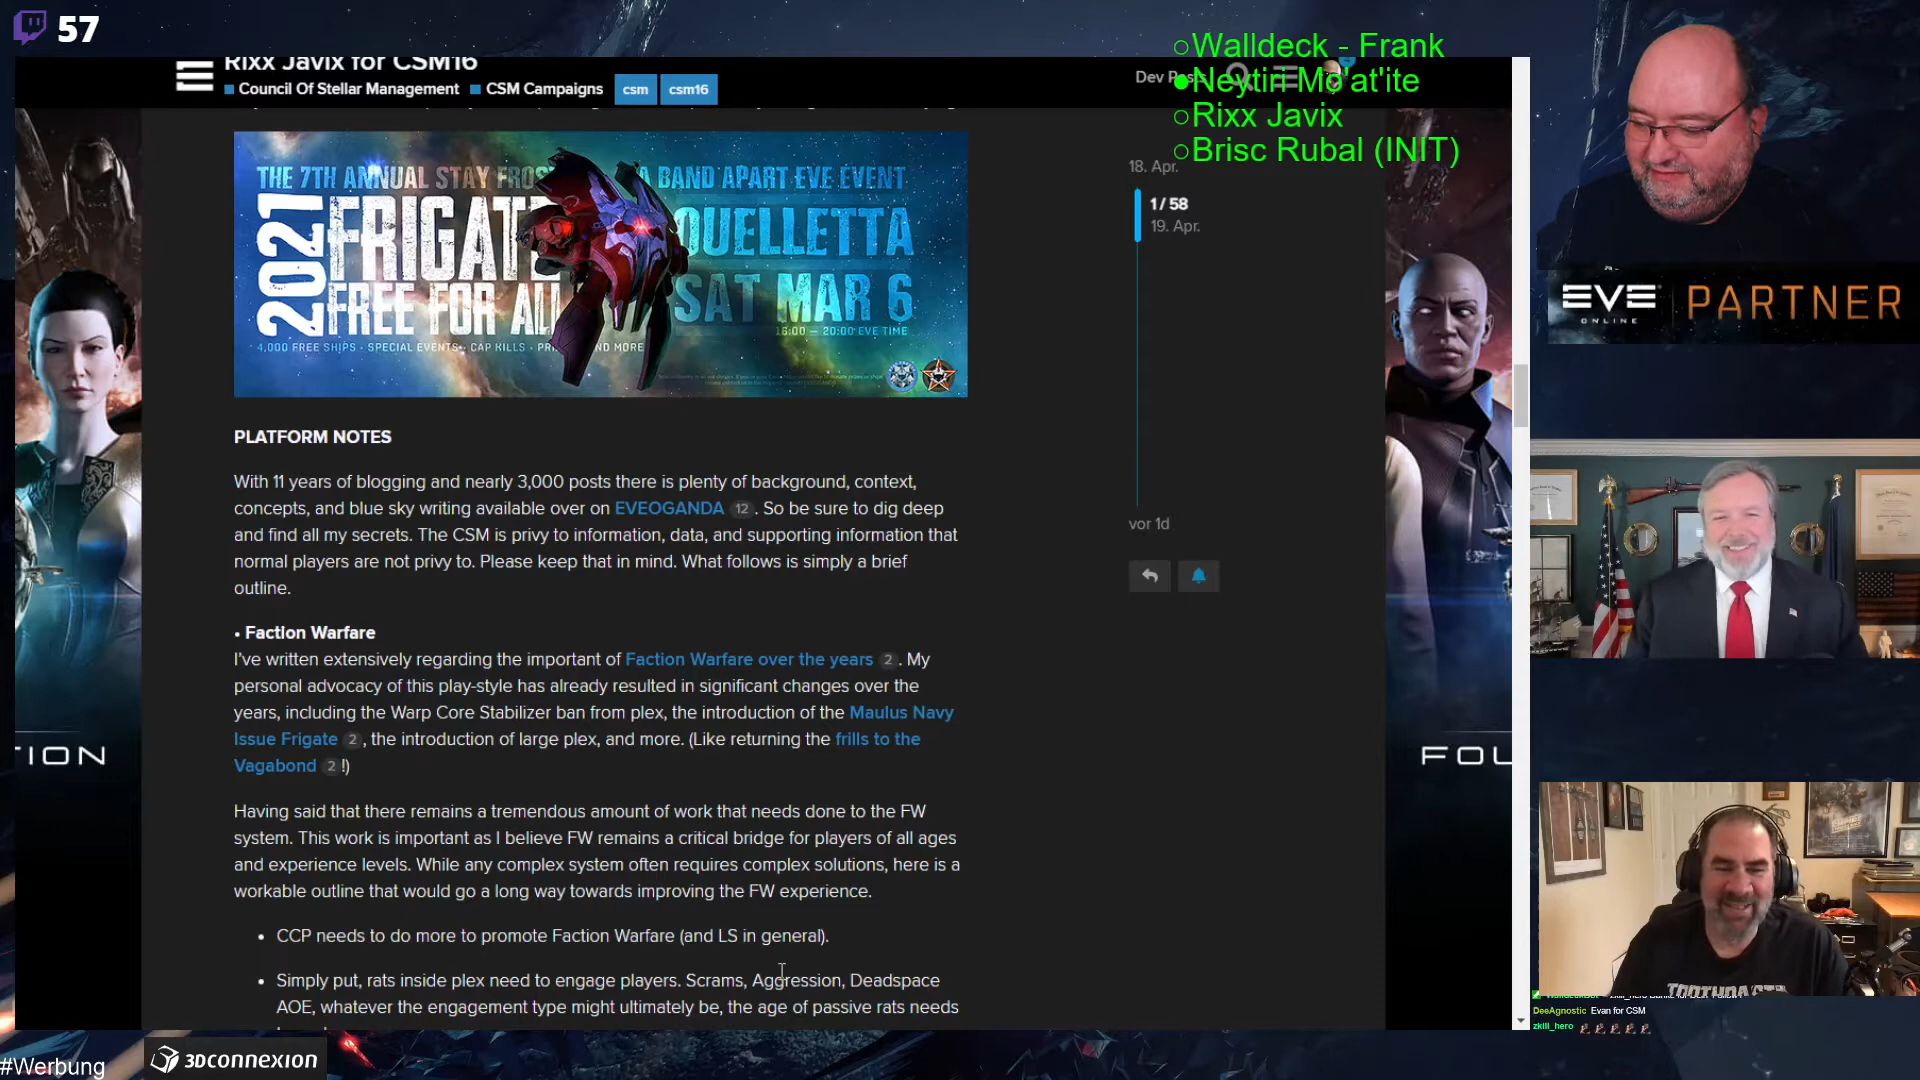 57
Rixx Javix for CSM16
Council Of Stellar Management CSM Campaigns csm csm16
Walldeck - Frank
Neytiri Mo'at'ite
Rixx Javix
Brisc Rubal (INIT)
THE 7TH ANNUAL STAY FROS A BAND APART EVE EVENT
2021
FRIGATE
FREE FOR ALL
OUELLETTA
SAT MAR 6
16:00 – 20:00 EVE TIME
4,000 FREE SHIPS · SPECIAL EVENTS · CAP KILLS · PRI ND MORE
18. Apr.
1 / 58
19. Apr.
vor 1d
PLATFORM NOTES
With 11 years of blogging and nearly 3,000 posts there is plenty of background, context,
concepts, and blue sky writing available over on EVEOGANDA 12 . So be sure to dig deep
and find all my secrets. The CSM is privy to information, data, and supporting information that
normal players are not privy to. Please keep that in mind. What follows is simply a brief
outline.
• Faction Warfare
I've written extensively regarding the important of Faction Warfare over the years 2 . My
personal advocacy of this play-style has already resulted in significant changes over the
years, including the Warp Core Stabilizer ban from plex, the introduction of the Maulus Navy
Issue Frigate 2 , the introduction of large plex, and more. (Like returning the frills to the
Vagabond 2 !)
Having said that there remains a tremendous amount of work that needs done to the FW
system. This work is important as I believe FW remains a critical bridge for players of all ages
and experience levels. While any complex system often requires complex solutions, here is a
workable outline that would go a long way towards improving the FW experience.
• CCP needs to do more to promote Faction Warfare (and LS in general).
• Simply put, rats inside plex need to engage players. Scrams, Aggression, Deadspace
AOE, whatever the engagement type might ultimately be, the age of passive rats needs
TION
FOU
EVE
ONLINE
PARTNER
DeeAgnostic Evan for CSM
zkill_hero
#Werbung
3DCONNEXION